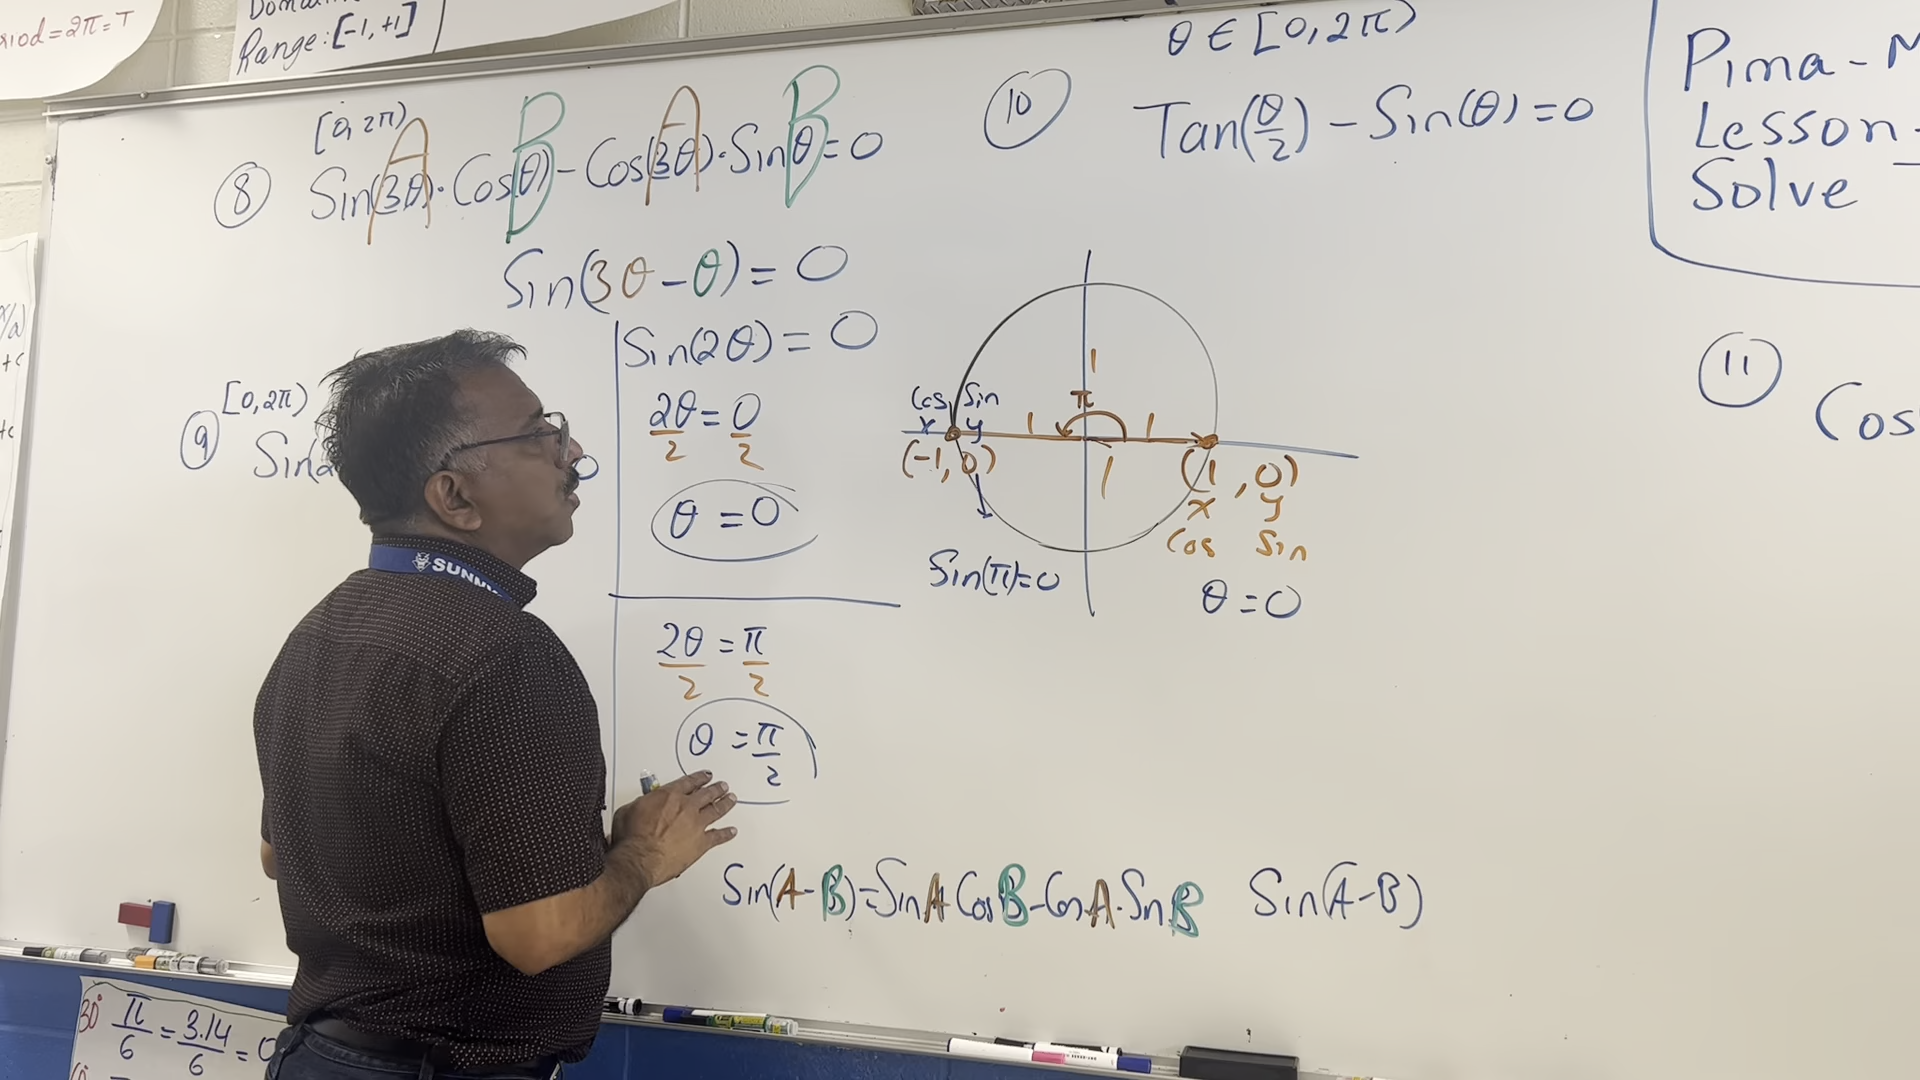 =2π=T
Range:[-1,+1]
[0,2π)
⑧ Sin(3θ)·Cos(θ)-Cos(3θ)·Sinθ=0
A B A B
Sin(3θ-θ)=0
Sin(2θ)=0
2θ=0
2 2
θ=0
2θ=π
2 2
θ=π
2
[0,2π)
⑨ Sin
0
θ∈[0,2π)
⑩ Tan(θ/2)-Sin(θ)=0
1
π
Cos, Sin
x y
1 1
(-1,0)
1
(1,0)
x y
Cos Sin
Sin(π)=0
θ=0
Sin(A-B)=SinA CosB-CosA·SinB Sin(A-B)
Pima-
Lesson-
Solve
⑪
Cos
SUNN
30° π/6=3.14/6=0